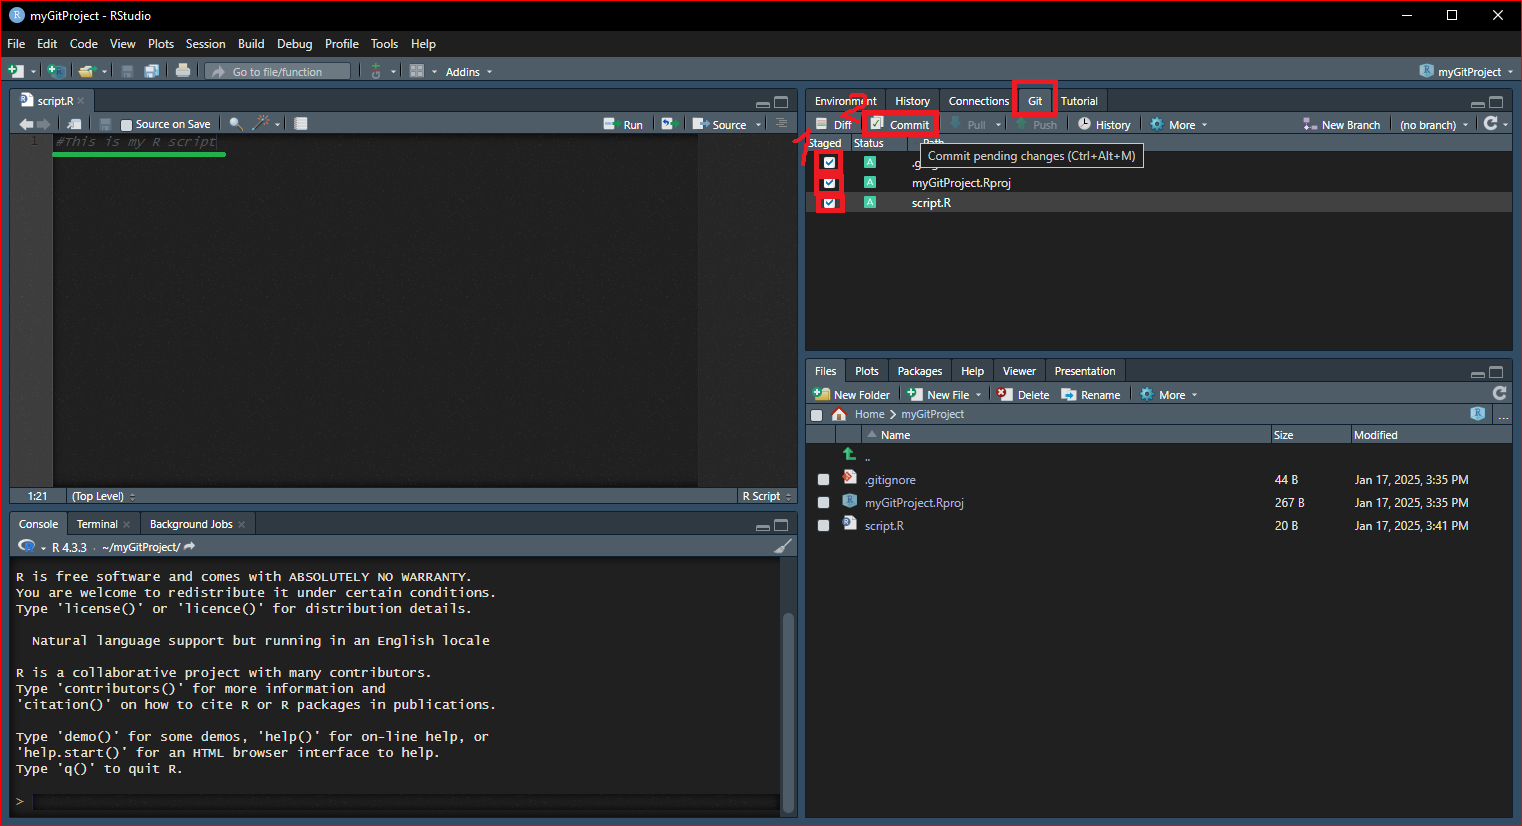 myGitProject - RStudio
File Edit Code View Plots Session Build Debug Profile Tools Help
Go to file/function Addins myGitProject
script.R
Source on Save Run Source
1 #This is my R script
1:21 (Top Level) R Script
Console Terminal Background Jobs
R 4.3.3 · ~/myGitProject/
R is free software and comes with ABSOLUTELY NO WARRANTY.
You are welcome to redistribute it under certain conditions.
Type 'license()' or 'licence()' for distribution details.
Natural language support but running in an English locale
R is a collaborative project with many contributors.
Type 'contributors()' for more information and
'citation()' on how to cite R or R packages in publications.
Type 'demo()' for some demos, 'help()' for on-line help, or
'help.start()' for an HTML browser interface to help.
Type 'q()' to quit R.
>
Environment History Connections Git Tutorial
2
Diff Commit Pull Push History More New Branch (no branch)
1
Staged Status Path
Commit pending changes (Ctrl+Alt+M)
A .g
A myGitProject.Rproj
A script.R
Files Plots Packages Help Viewer Presentation
New Folder New File Delete Rename More
Home myGitProject ...
Name Size Modified
..
.gitignore 44 B Jan 17, 2025, 3:35 PM
myGitProject.Rproj 267 B Jan 17, 2025, 3:35 PM
script.R 20 B Jan 17, 2025, 3:41 PM